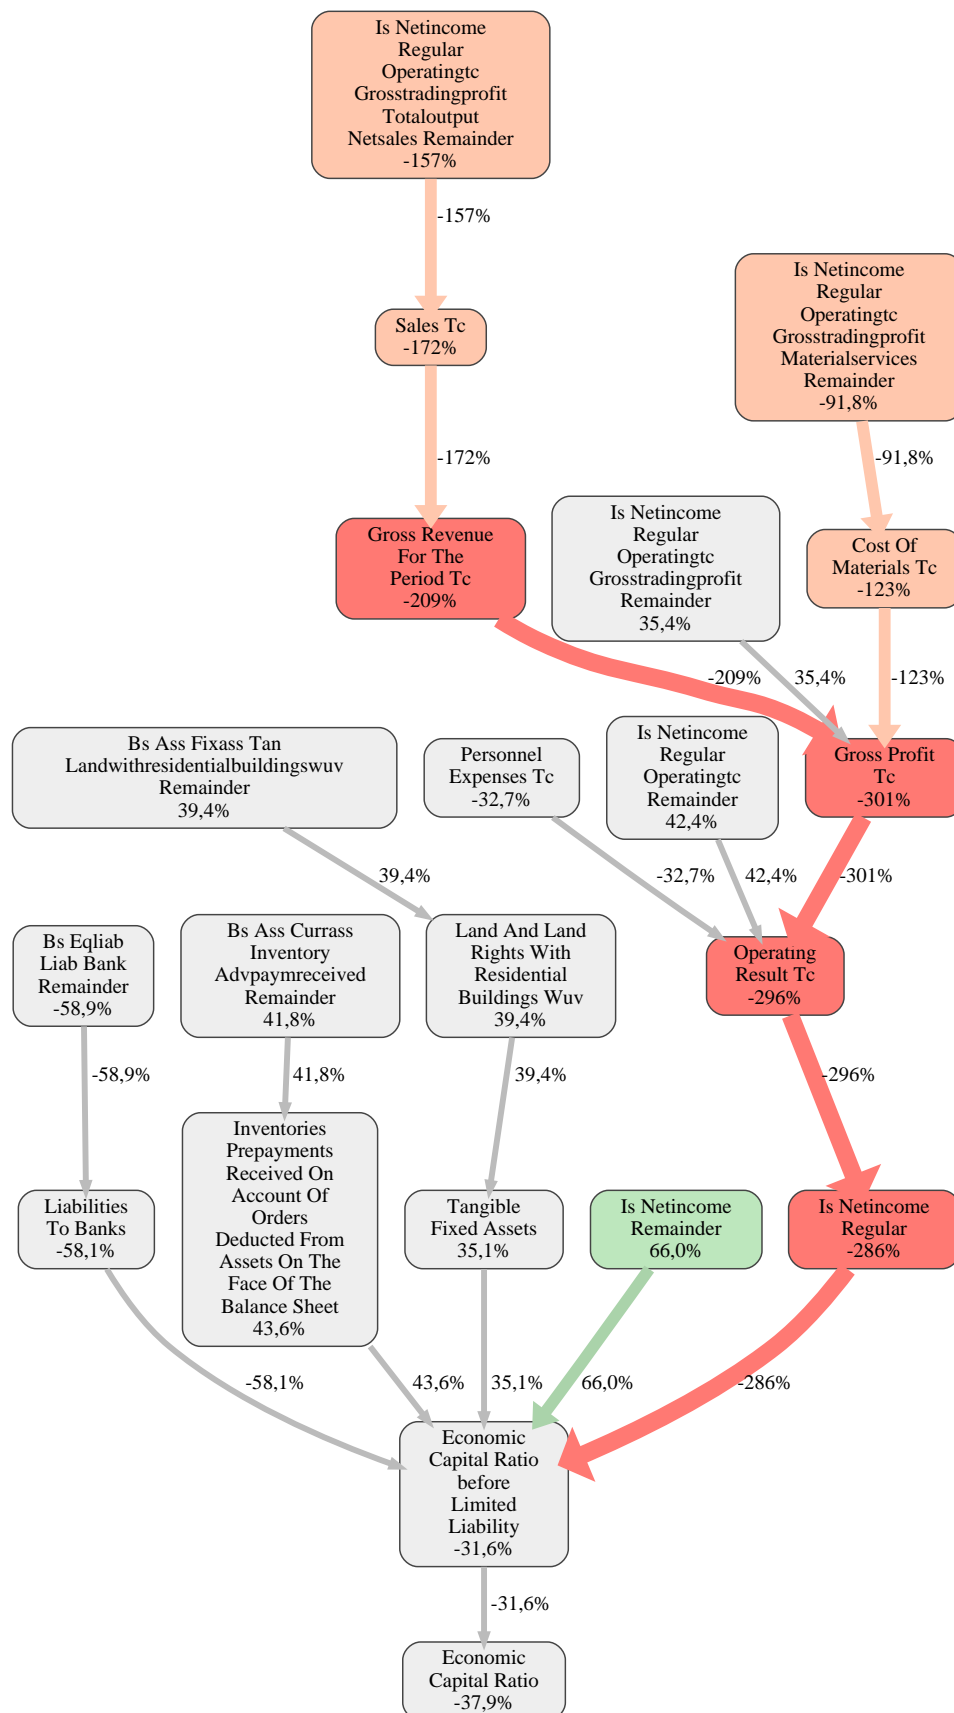 Is Netincome
Regular
Operatingtc
Grosstradingprofit
Totaloutput
Netsales Remainder
-157%
-157%
Is Netincome
Regular
Operatingtc
Grosstradingprofit
Materialservices
Remainder
-91,8%
Sales Tc
-172%
-172%
-91,8%
Is Netincome
Regular
Operatingtc
Grosstradingprofit
Remainder
35,4%
Gross Revenue
For The
Period Tc
-209%
Cost Of
Materials Tc
-123%
-209%
35,4%
-123%
Bs Ass Fixass Tan
Landwithresidentialbuildingswuv
Remainder
39,4%
Personnel
Expenses Tc
-32,7%
Is Netincome
Regular
Operatingtc
Remainder
42,4%
Gross Profit
Tc
-301%
39,4%
-32,7%
42,4%
-301%
Bs Eqliab
Liab Bank
Remainder
-58,9%
Bs Ass Currass
Inventory
Advpaymreceived
Remainder
41,8%
Land And Land
Rights With
Residential
Buildings Wuv
39,4%
Operating
Result Tc
-296%
-58,9%
41,8%
39,4%
-296%
Inventories
Prepayments
Received On
Account Of
Orders
Deducted From
Assets On The
Face Of The
Balance Sheet
43,6%
Liabilities
To Banks
-58,1%
Tangible
Fixed Assets
35,1%
Is Netincome
Remainder
66,0%
Is Netincome
Regular
-286%
-58,1%
43,6%
35,1%
66,0%
-286%
Economic
Capital Ratio
before
Limited
Liability
-31,6%
-31,6%
Economic
Capital Ratio
-37,9%